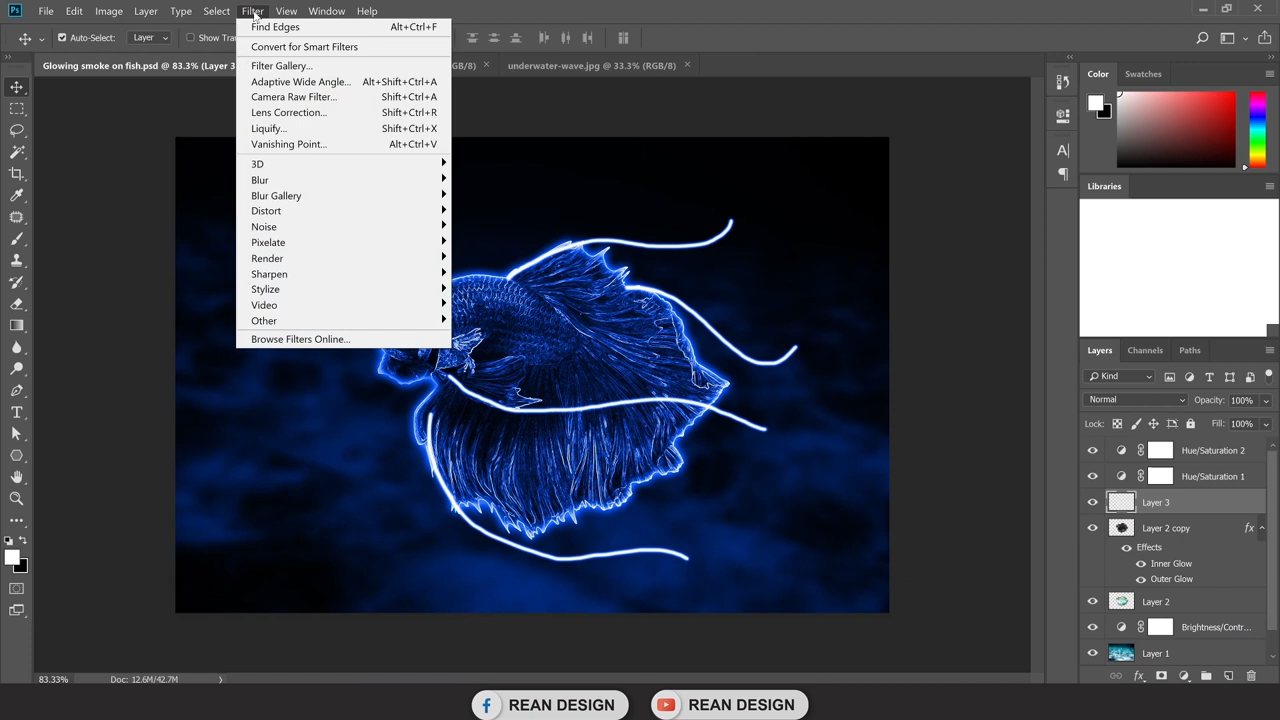 Ps File Edit Image Layer Type Select Filter View Window Help
Auto-Select: Layer Show Tran
Glowing smoke on fish.psd @ 83.3% (Layer 3 GB/8) × underwater-wave.jpg @ 33.3% (RGB/8) ×
Find Edges Alt+Ctrl+F
Convert for Smart Filters
Filter Gallery...
Adaptive Wide Angle... Alt+Shift+Ctrl+A
Camera Raw Filter... Shift+Ctrl+A
Lens Correction... Shift+Ctrl+R
Liquify... Shift+Ctrl+X
Vanishing Point... Alt+Ctrl+V
3D
Blur
Blur Gallery
Distort
Noise
Pixelate
Render
Sharpen
Stylize
Video
Other
Browse Filters Online...
Color Swatches
Libraries
Layers Channels Paths
Kind
Normal Opacity: 100%
Lock: Fill: 100%
Hue/Saturation 2
Hue/Saturation 1
Layer 3
Layer 2 copy fx
Effects
Inner Glow
Outer Glow
Layer 2
Brightness/Contr...
Layer 1
83.33% Doc: 12.6M/42.7M
REAN DESIGN REAN DESIGN